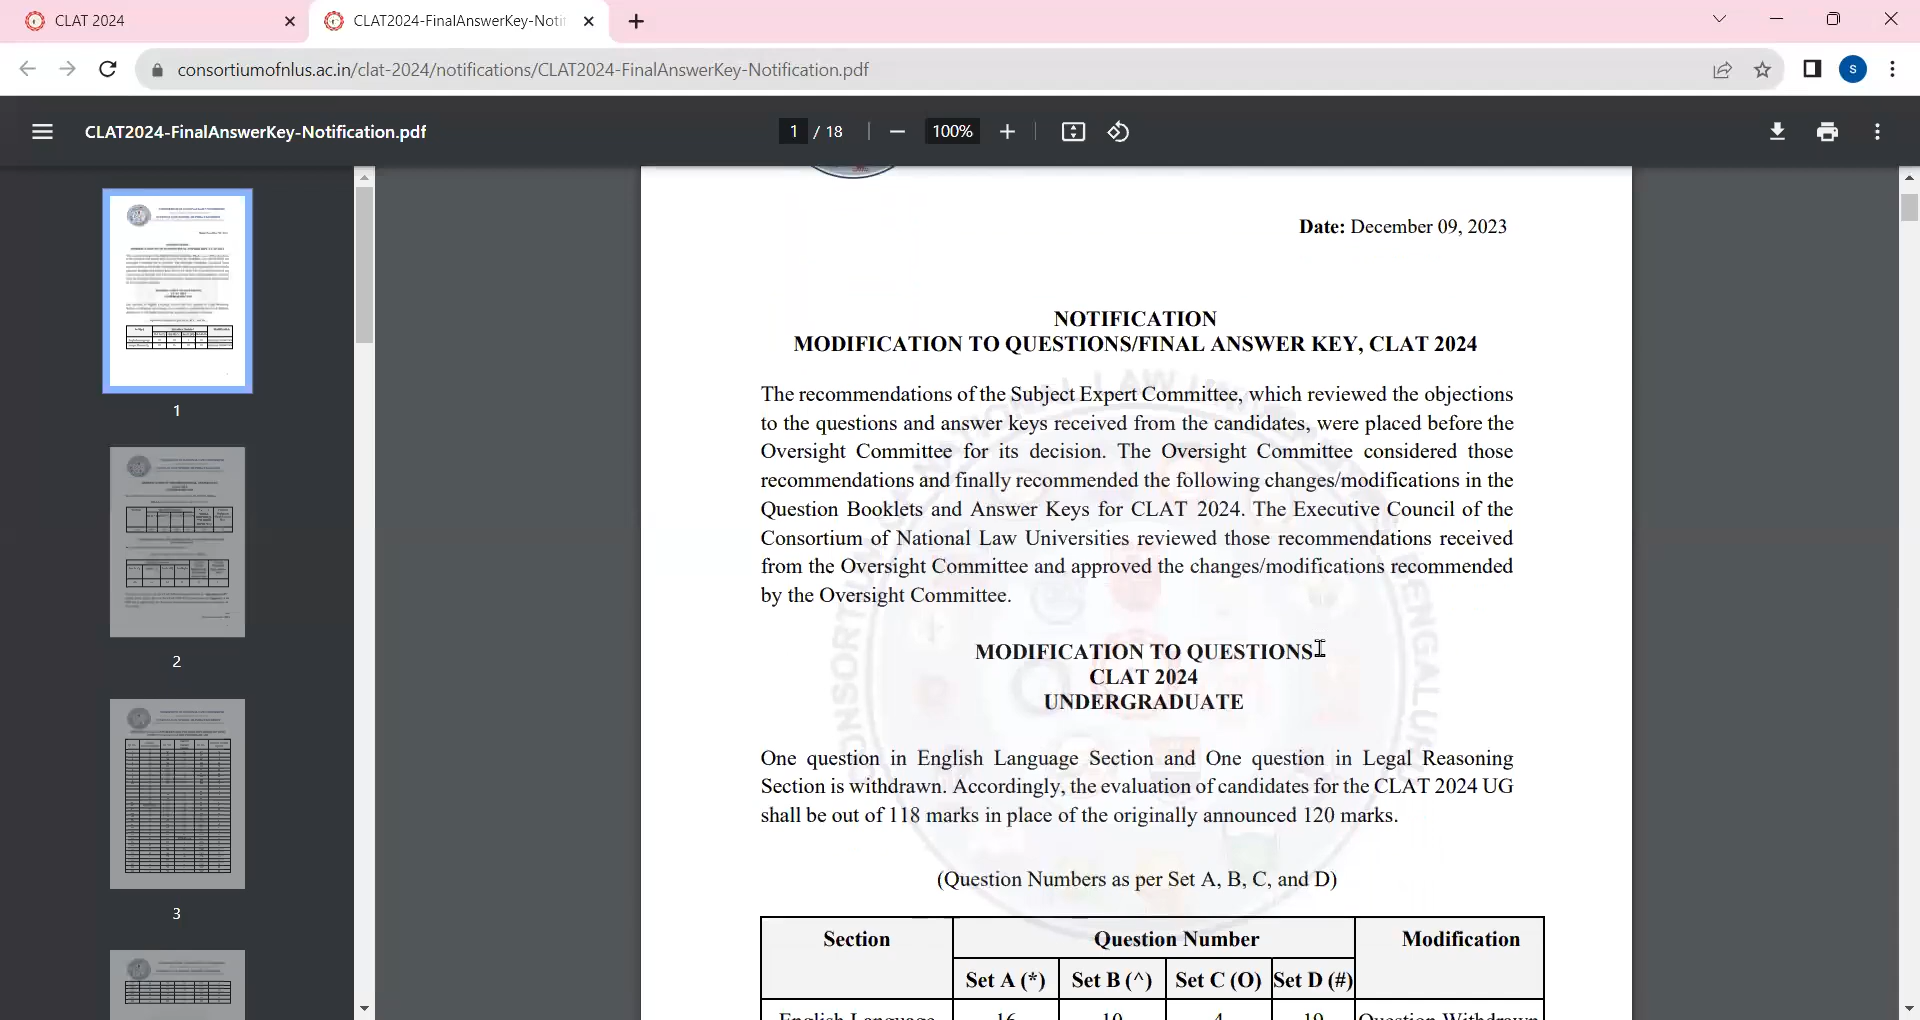 CLAT 2024
CLAT2024-FinalAnswerKey-Noti
consortiumofnlus.ac.in/clat-2024/notifications/CLAT2024-FinalAnswerKey-Notification.pdf
S
CLAT2024-FinalAnswerKey-Notification.pdf
1 / 18
100%
1
2
3
Date: December 09, 2023
NOTIFICATION
MODIFICATION TO QUESTIONS/FINAL ANSWER KEY, CLAT 2024
The recommendations of the Subject Expert Committee, which reviewed the objections
to the questions and answer keys received from the candidates, were placed before the
Oversight Committee for its decision. The Oversight Committee considered those
recommendations and finally recommended the following changes/modifications in the
Question Booklets and Answer Keys for CLAT 2024. The Executive Council of the
Consortium of National Law Universities reviewed those recommendations received
from the Oversight Committee and approved the changes/modifications recommended
by the Oversight Committee.
MODIFICATION TO QUESTIONS
CLAT 2024
UNDERGRADUATE
One question in English Language Section and One question in Legal Reasoning
Section is withdrawn. Accordingly, the evaluation of candidates for the CLAT 2024 UG
shall be out of 118 marks in place of the originally announced 120 marks.
(Question Numbers as per Set A, B, C, and D)
Section Question Number Modification
Set A (*) Set B (^) Set C (O) Set D (#)
English Language 16 10 4 19 Question Withdrawn